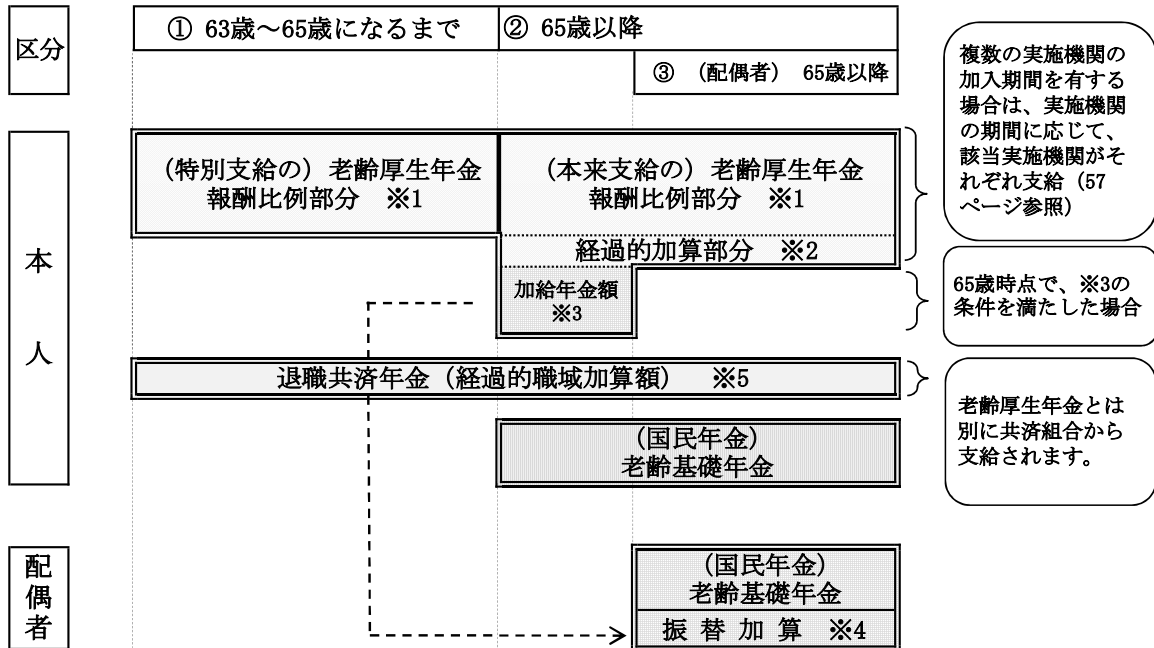 区分
① 63歳～65歳になるまで
② 65歳以降
③ (配偶者) 65歳以降
本人
(特別支給の) 老齢厚生年金
報酬比例部分 ※1
(本来支給の) 老齢厚生年金
報酬比例部分 ※1
経過的加算部分 ※2
加給年金額
※3
退職共済年金 (経過的職域加算額) ※5
(国民年金)
老齢基礎年金
配偶者
(国民年金)
老齢基礎年金
振替加算 ※4
複数の実施機関の
加入期間を有する
場合は、実施機関
の期間に応じて、
該当実施機関がそ
れぞれ支給 (57
ページ参照)
65歳時点で、※3の
条件を満たした場合
老齢厚生年金とは
別に共済組合から
支給されます。